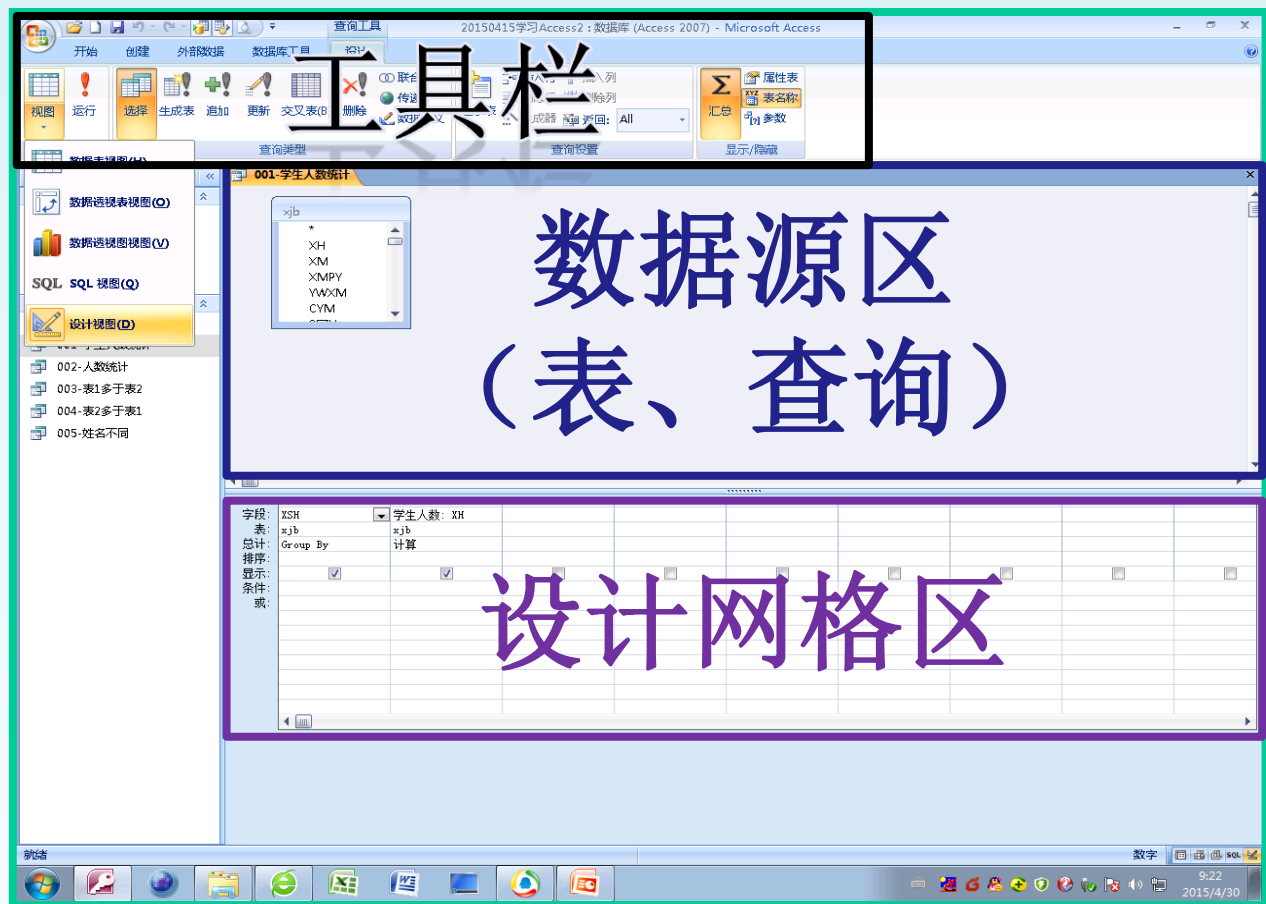 查询工具
20150415学习Access2 : 数据库 (Access 2007) - Microsoft Access
开始 创建 外部数据 数据库工具 设计
工具栏
视图 运行 选择 生成表 追加 更新 交叉表(B 删除
联合
传递
返回: All
汇总
属性表
表名称
参数
查询类型 查询设置 显示/隐藏
数据表视图(H)
数据透视表视图(O)
数据透视图视图(V)
SQL SQL 视图(Q)
设计视图(D)
001-学生人数统计
002-人数统计
003-表1多于表2
004-表2多于表1
005-姓名不同
001-学生人数统计
xjb
*
XH
XM
XMPY
YWXM
CYM
数据源区
（表、查询）
字段: XSH 学生人数: XH
表: xjb xjb
总计: Group By 计算
排序:
显示:
条件:
或:
设计网格区
就绪
数字
SQL
9:22
2015/4/30